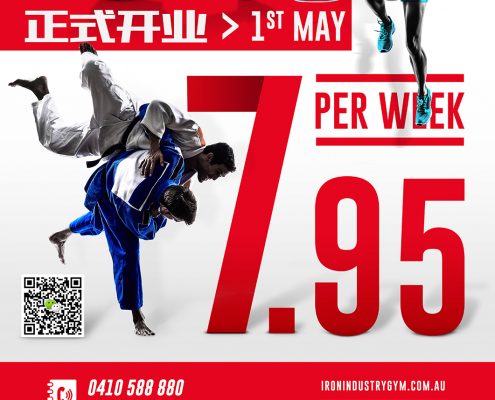 正式开业 > 1ST MAY
PER WEEK
7.95
0410 588 880
IRONINDUSTRYGYM.COM.AU